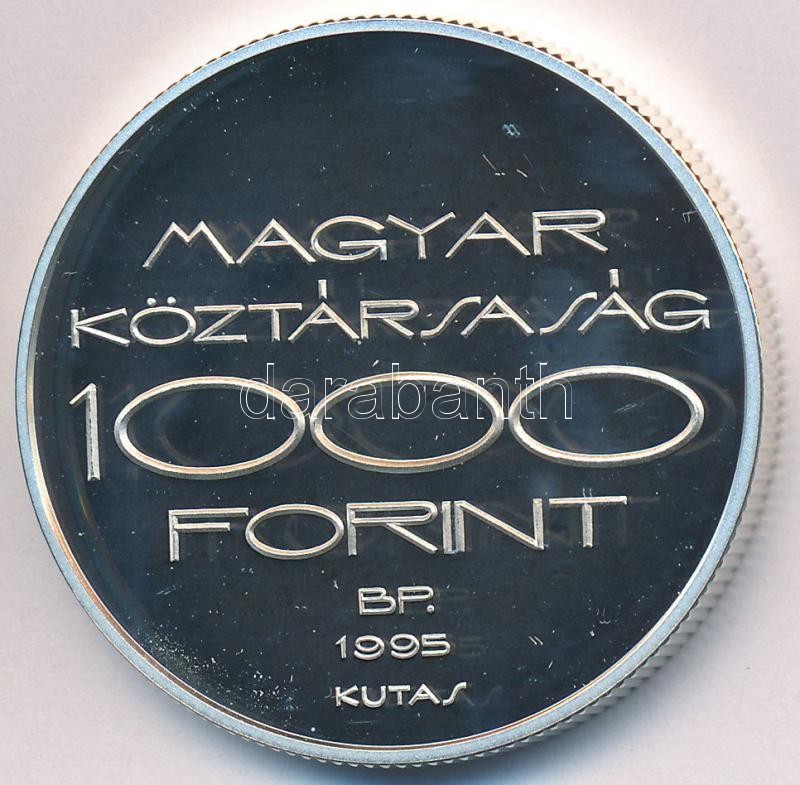 MAGYAR
KÖZTÁRSASÁG
1000
darabanth
FORINT
BP.
1995
KUTAS